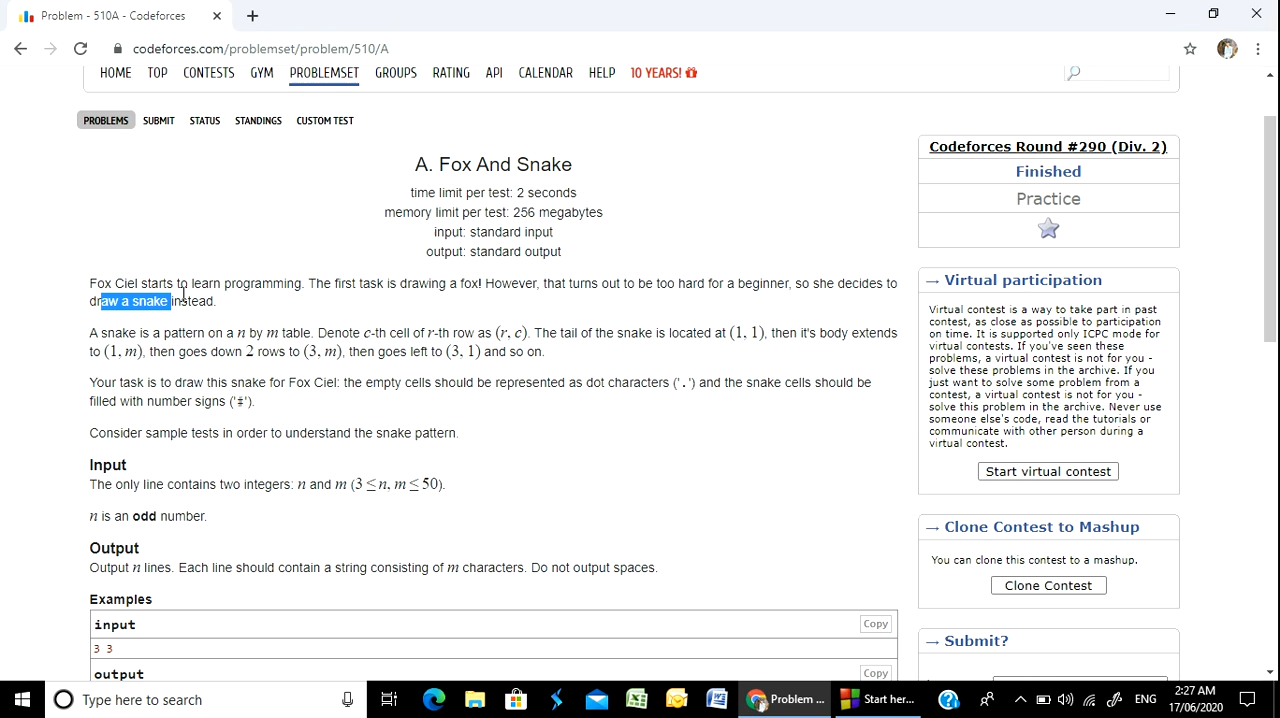 Problem - 510A - Codeforces
codeforces.com/problemset/problem/510/A
HOME TOP CONTESTS GYM PROBLEMSET GROUPS RATING API CALENDAR HELP 10 YEARS!
PROBLEMS SUBMIT STATUS STANDINGS CUSTOM TEST
A. Fox And Snake
time limit per test: 2 seconds
memory limit per test: 256 megabytes
input: standard input
output: standard output
Fox Ciel starts to learn programming. The first task is drawing a fox! However, that turns out to be too hard for a beginner, so she decides to
draw a snake instead.
A snake is a pattern on a n by m table. Denote c-th cell of r-th row as (r, c). The tail of the snake is located at (1, 1), then it's body extends
to (1, m), then goes down 2 rows to (3, m), then goes left to (3, 1) and so on.
Your task is to draw this snake for Fox Ciel: the empty cells should be represented as dot characters ('.') and the snake cells should be
filled with number signs ('#').
Consider sample tests in order to understand the snake pattern.
Input
The only line contains two integers: n and m (3 ≤ n, m ≤ 50).
n is an odd number.
Output
Output n lines. Each line should contain a string consisting of m characters. Do not output spaces.
Examples
input
Copy
3 3
output
Copy
Codeforces Round #290 (Div. 2)
Finished
Practice
→ Virtual participation
Virtual contest is a way to take part in past
contest, as close as possible to participation
on time. It is supported only ICPC mode for
virtual contests. If you've seen these
problems, a virtual contest is not for you -
solve these problems in the archive. If you
just want to solve some problem from a
contest, a virtual contest is not for you -
solve this problem in the archive. Never use
someone else's code, read the tutorials or
communicate with other person during a
virtual contest.
Start virtual contest
→ Clone Contest to Mashup
You can clone this contest to a mashup.
Clone Contest
→ Submit?
Type here to search
Problem ...
Start her...
ENG
2:27 AM
17/06/2020